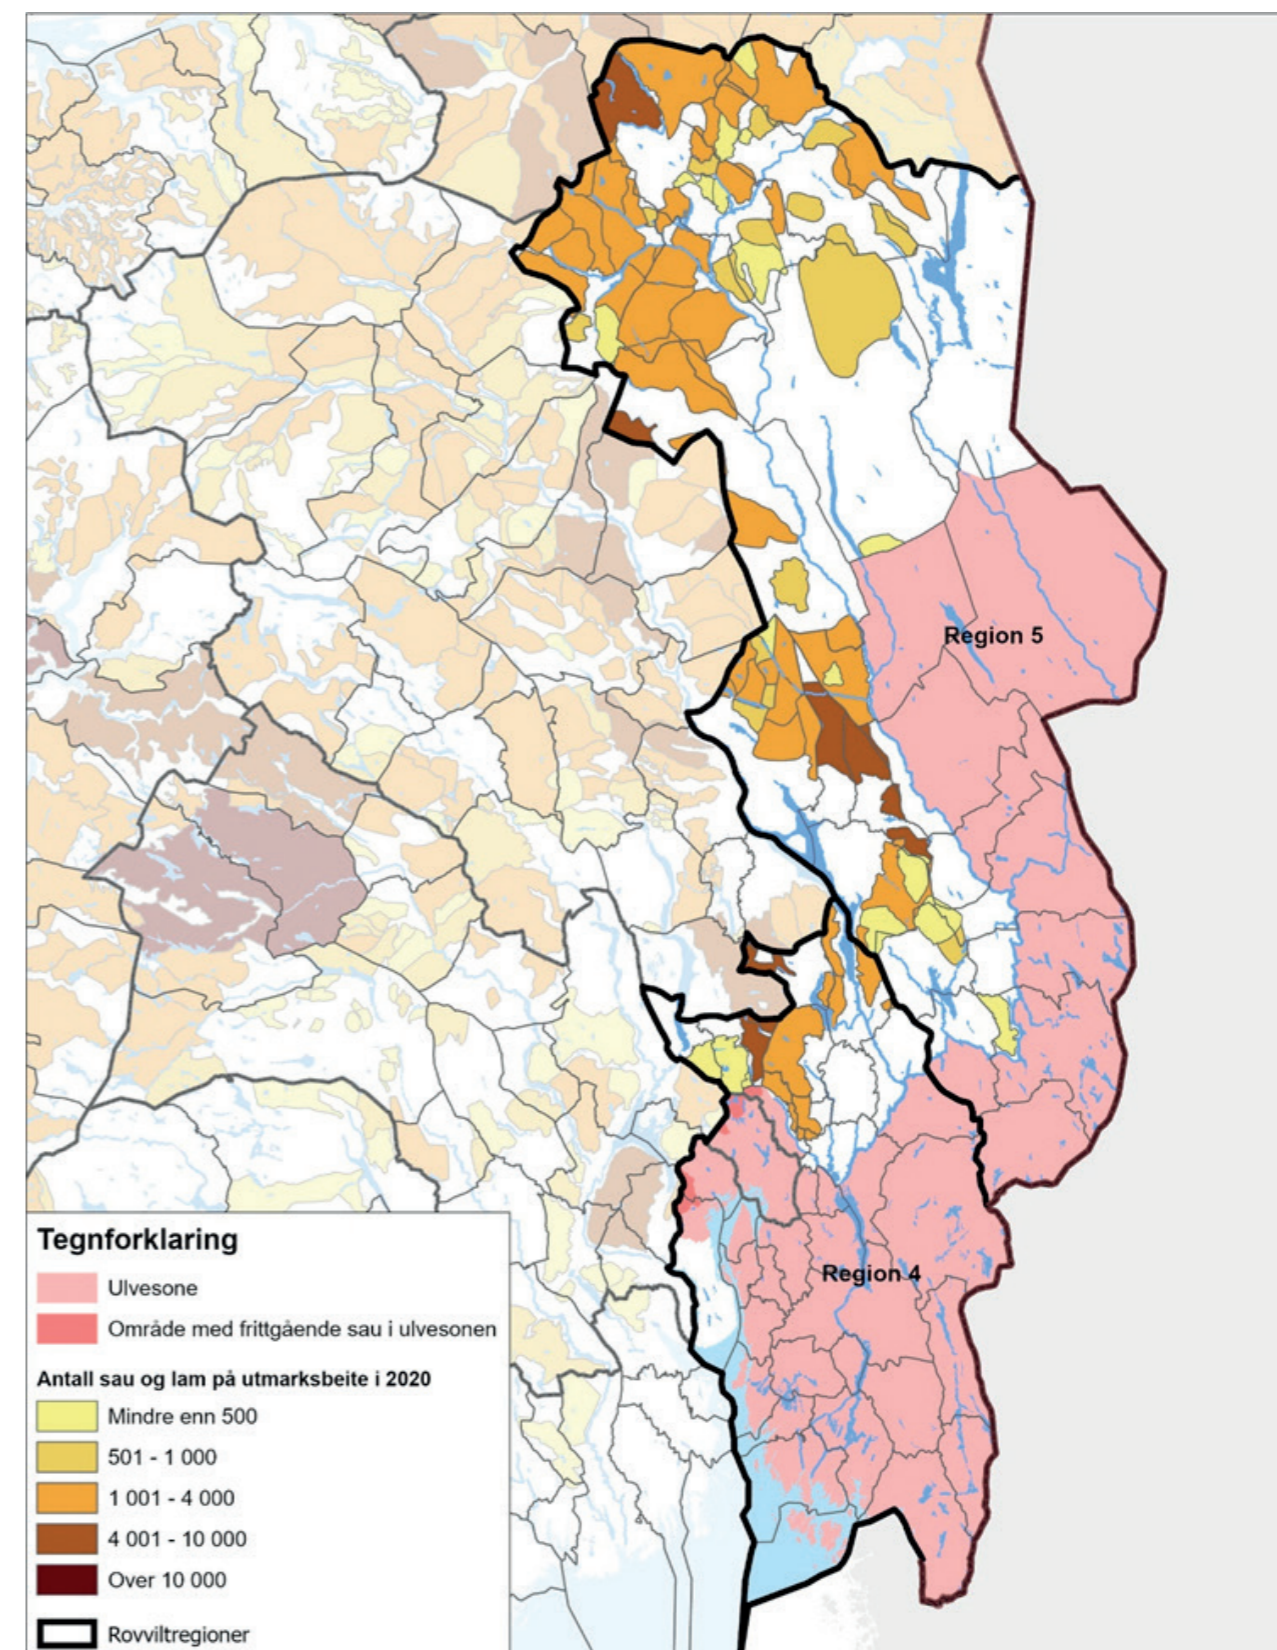 Region 5
Region 4
Tegnforklaring
Ulvesone
Område med frittgående sau i ulvesonen
Antall sau og lam på utmarksbeite i 2020
Mindre enn 500
501 - 1 000
1 001 - 4 000
4 001 - 10 000
Over 10 000
Rovviltregioner